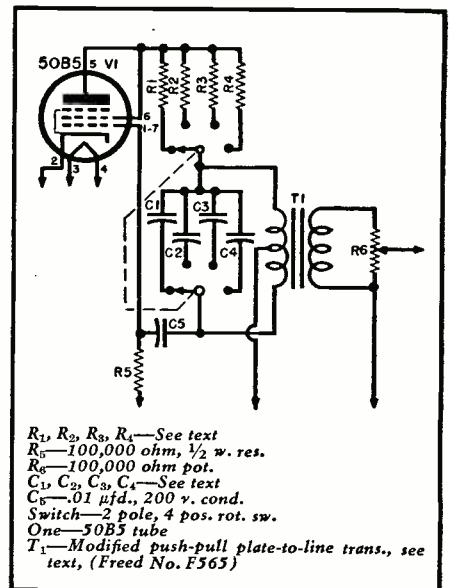 50B5 5 V1
R1
R2
R3
R4
6
1-7
2
3
4
C1
C3
C2
C4
T1
R6
C5
R5
R₁, R₂, R₃, R₄—See text
R₅—100,000 ohm, ½ w. res.
R₆—100,000 ohm pot.
C₁, C₂, C₃, C₄—See text
C₅—.01 μfd., 200 v. cond.
Switch—2 pole, 4 pos. rot. sw.
One—50B5 tube
T₁—Modified push-pull plate-to-line trans., see
text, (Freed No. F565)